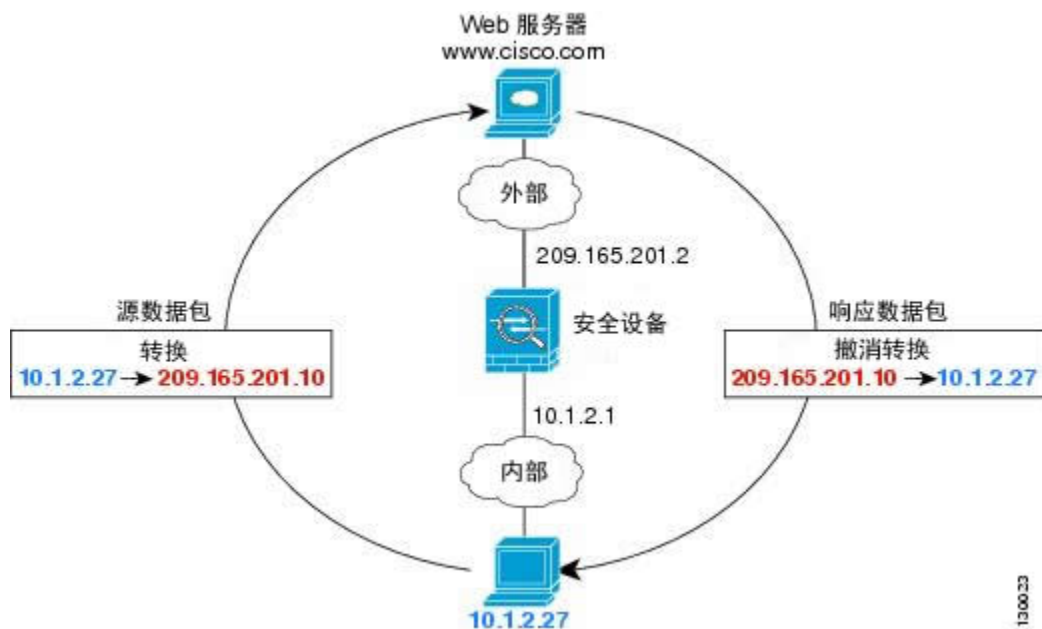 Web 服务器
www.cisco.com
外部
209.165.201.2
源数据包
转换
10.1.2.27 → 209.165.201.10
安全设备
响应数据包
撤消转换
209.165.201.10 → 10.1.2.27
10.1.2.1
内部
10.1.2.27
130023